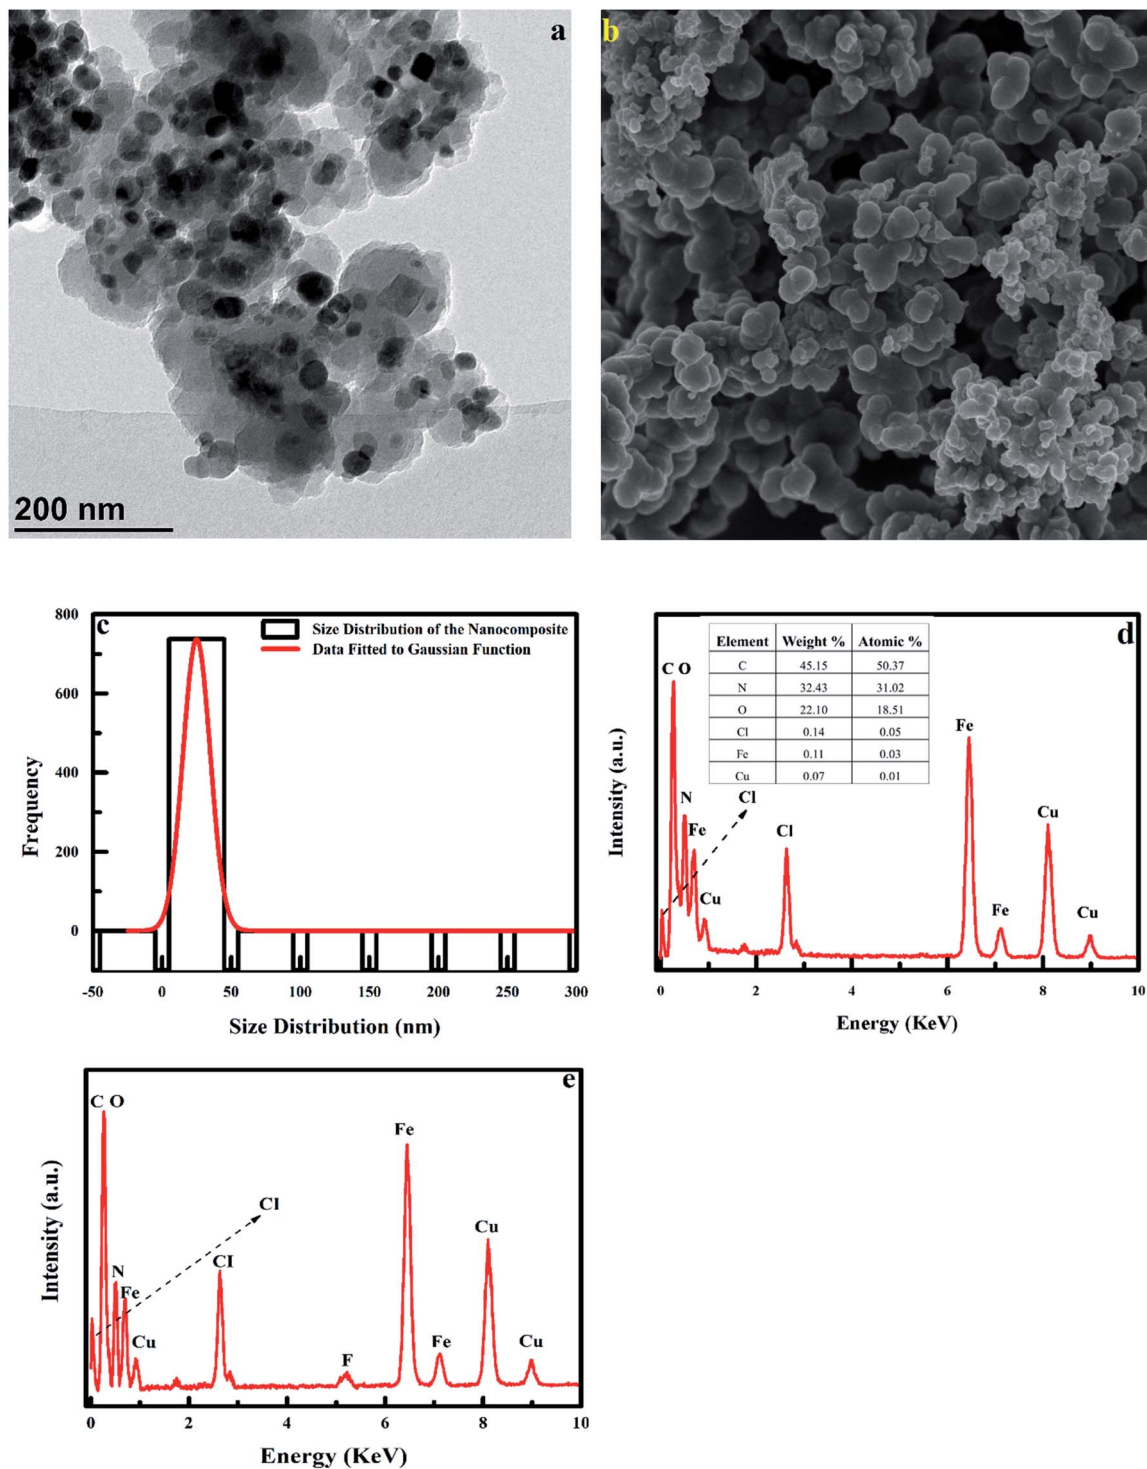 a
b
200 nm
c
Size Distribution of the Nanocomposite
Data Fitted to Gaussian Function
800
600
400
200
0
Frequency
-50 0 50 100 150 200 250 300
Size Distribution (nm)
d
Element Weight % Atomic %
C 45.15 50.37
N 32.43 31.02
O 22.10 18.51
Cl 0.14 0.05
Fe 0.11 0.03
Cu 0.07 0.01
C O
N
Fe
Cu
Cl
Cl
Fe
Fe
Cu
Cu
Intensity (a.u.)
0 2 4 6 8 10
Energy (KeV)
e
C O
N
Fe
Cu
Cl
CI
F
Fe
Fe
Cu
Cu
Intensity (a.u.)
0 2 4 6 8 10
Energy (KeV)